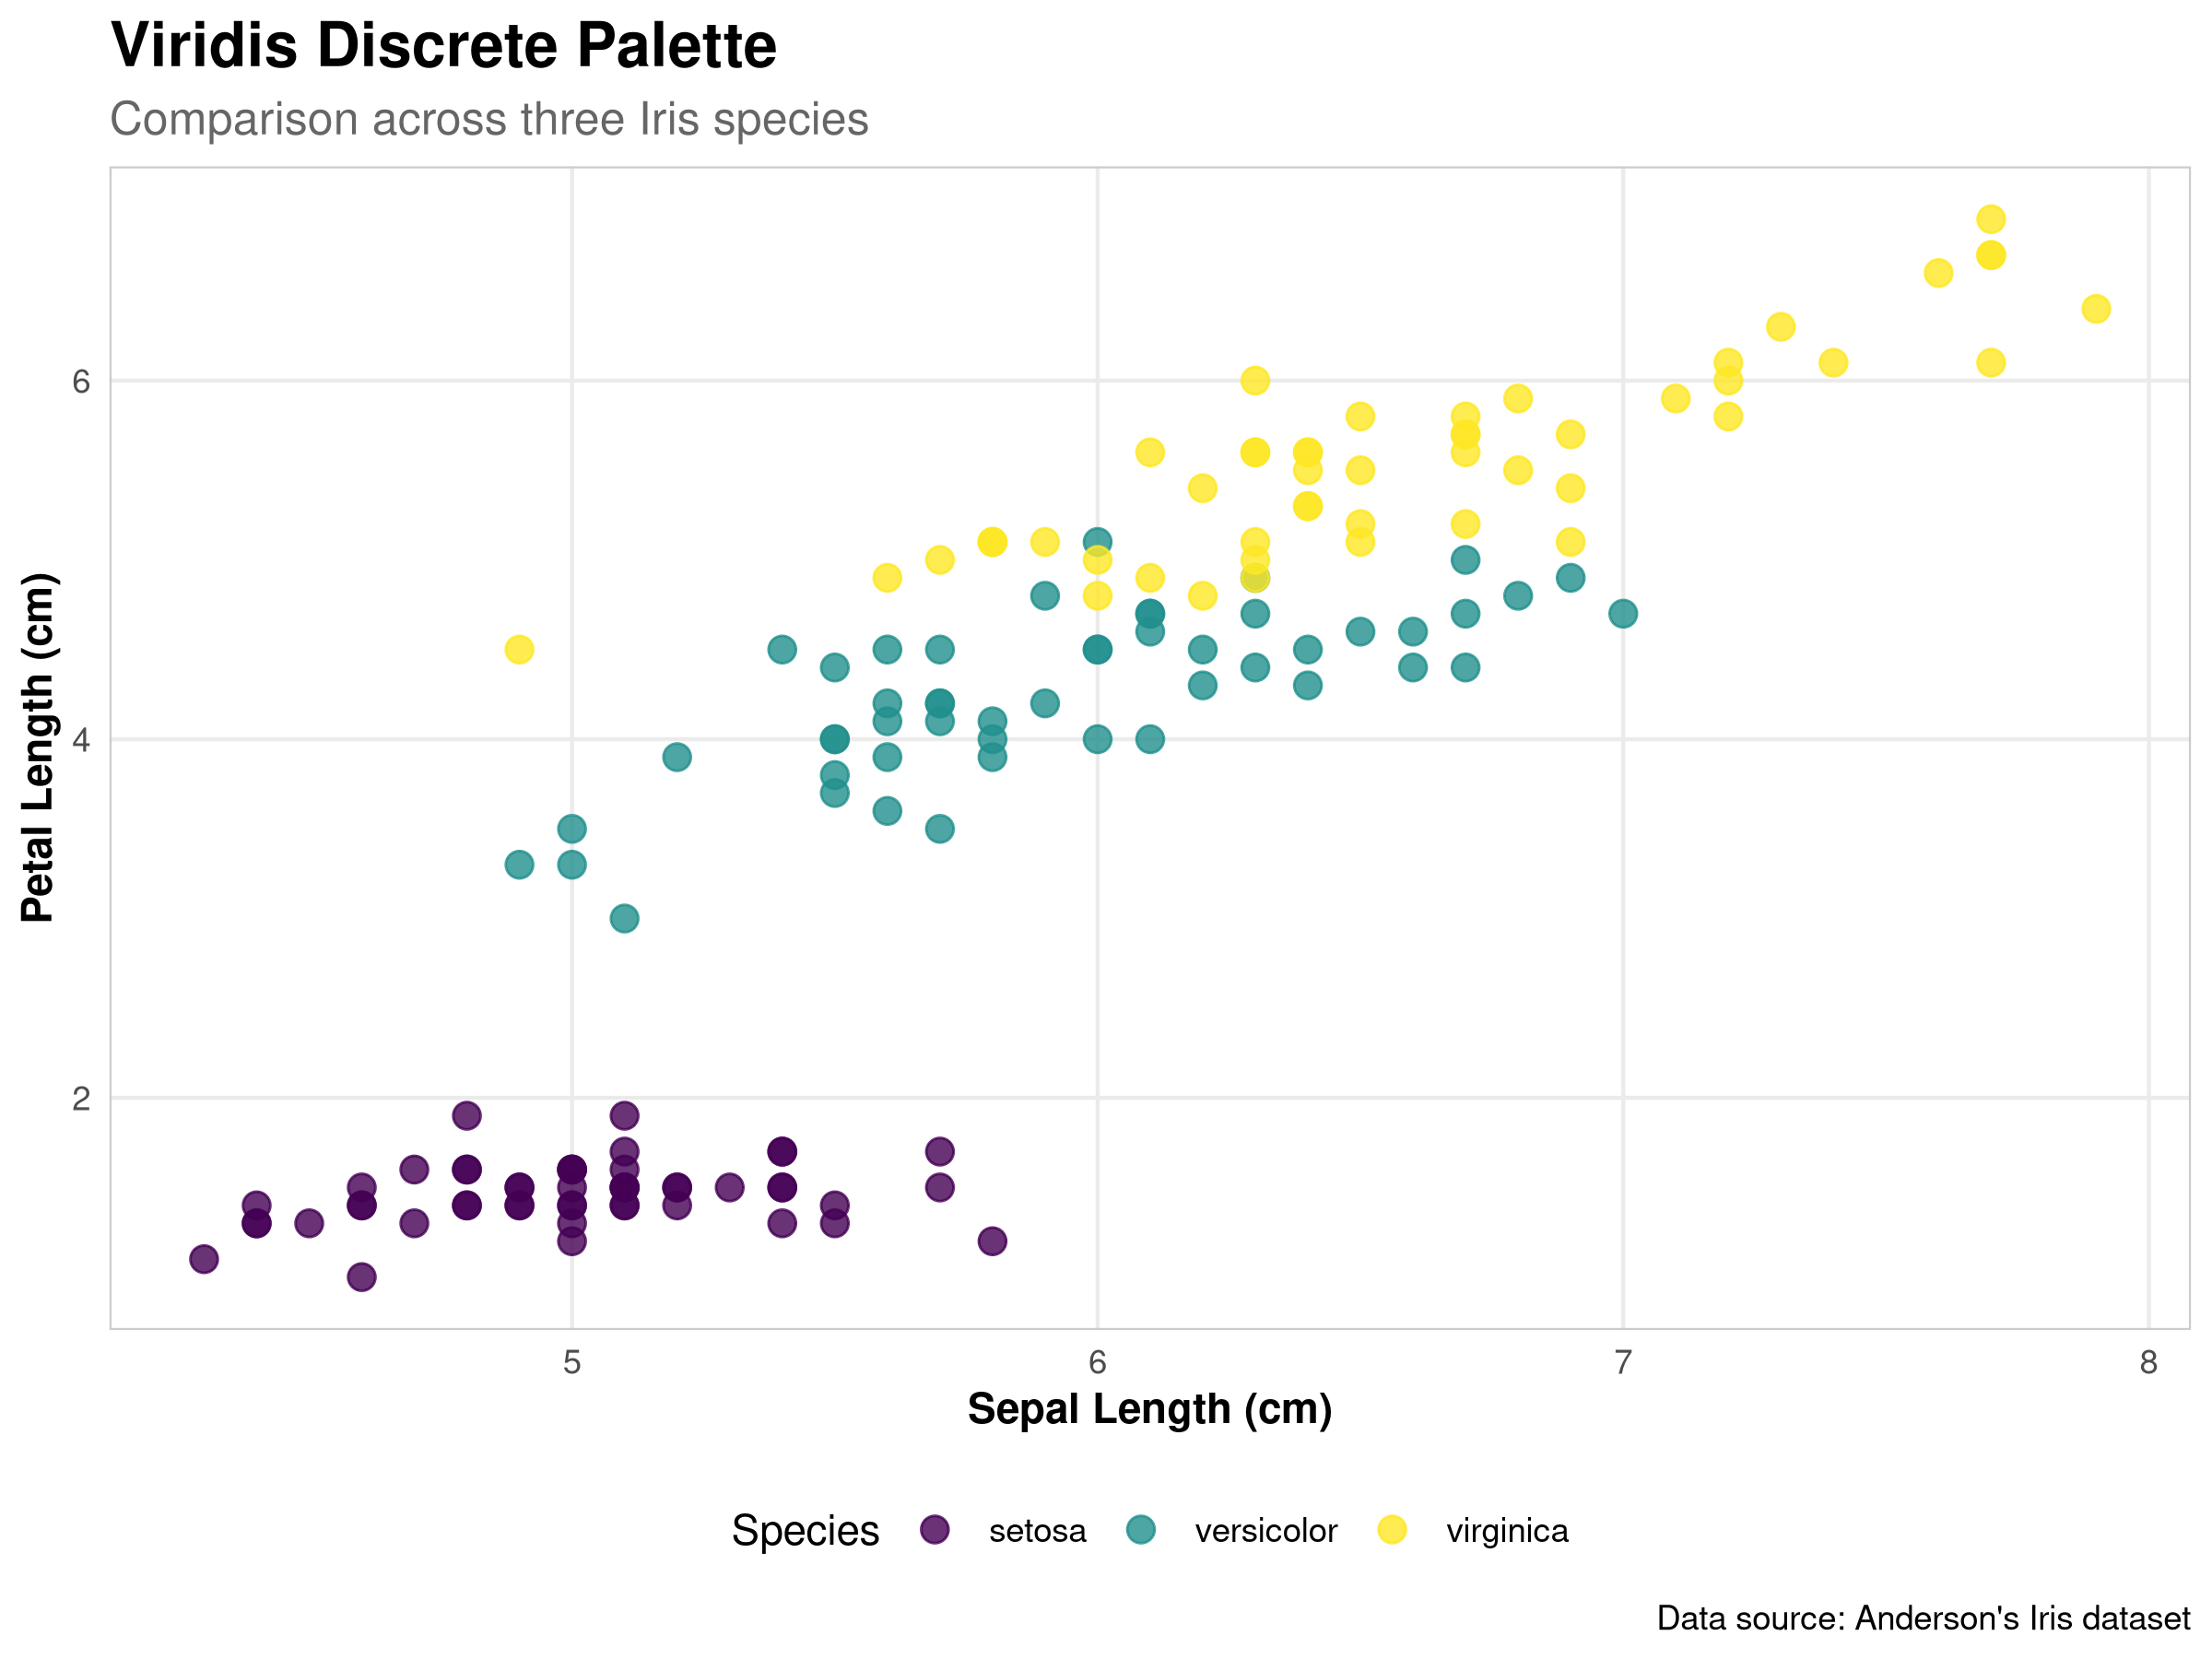 Viridis Discrete Palette
Comparison across three Iris species
Petal Length (cm)
6
4
2
5 6 7 8
Sepal Length (cm)
Species setosa versicolor virginica
Data source: Anderson's Iris dataset